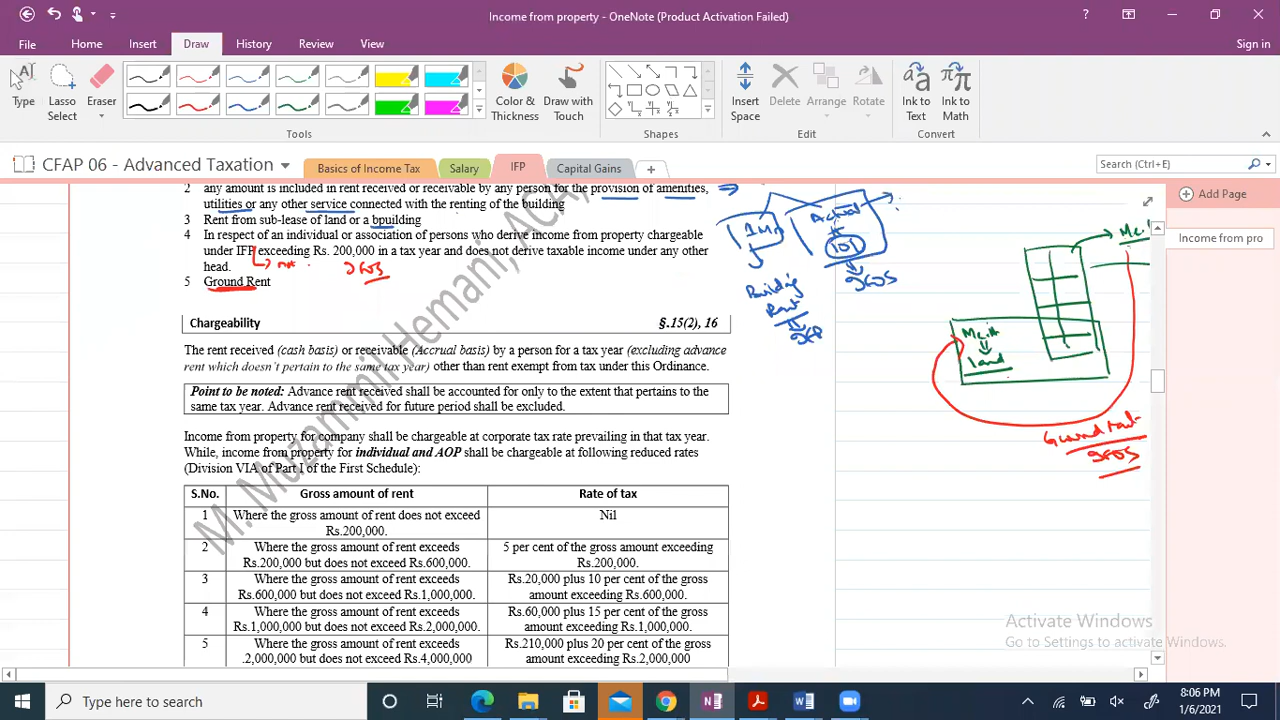 Income from property - OneNote (Product Activation Failed)
File Home Insert Draw History Review View Sign in
Type
Lasso Select
Eraser
Color & Thickness
Draw with Touch
Insert Space
Delete
Arrange
Rotate
Ink to Text
Ink to Math
Tools Shapes Edit Convert
CFAP 06 - Advanced Taxation Basics of Income Tax Salary IFP Capital Gains Search (Ctrl+E)
Add Page
Income from pro
2 any amount is included in rent received or receivable by any person for the provision of amenities,
utilities or any other service connected with the renting of the building
3 Rent from sub-lease of land or a bpuilding
4 In respect of an individual or association of persons who derive income from property chargeable
under IFP exceeding Rs. 200,000 in a tax year and does not derive taxable income under any other
head.
not
5 Ground Rent
Actual
101
Building
Rent
land
Ground Rent
Chargeability §.15(2), 16
The rent received (cash basis) or receivable (Accrual basis) by a person for a tax year (excluding advance
rent which doesn't pertain to the same tax year) other than rent exempt from tax under this Ordinance.
Point to be noted: Advance rent received shall be accounted for only to the extent that pertains to the
same tax year. Advance rent received for future period shall be excluded.
Income from property for company shall be chargeable at corporate tax rate prevailing in that tax year.
While, income from property for individual and AOP shall be chargeable at following reduced rates
(Division VIA of Part I of the First Schedule):
S.No. Gross amount of rent Rate of tax
1 Where the gross amount of rent does not exceed Rs.200,000. Nil
2 Where the gross amount of rent exceeds Rs.200,000 but does not exceed Rs.600,000. 5 per cent of the gross amount exceeding Rs.200,000.
3 Where the gross amount of rent exceeds Rs.600,000 but does not exceed Rs.1,000,000. Rs.20,000 plus 10 per cent of the gross amount exceeding Rs.600,000.
4 Where the gross amount of rent exceeds Rs.1,000,000 but does not exceed Rs.2,000,000. Rs.60,000 plus 15 per cent of the gross amount exceeding Rs.1,000,000.
5 Where the gross amount of rent exceeds .2,000,000 but does not exceed Rs.4,000,000 Rs.210,000 plus 20 per cent of the gross amount exceeding Rs.2,000,000
M. Muzammil Hemani, ACA,
Activate Windows
Go to Settings to activate Windows.
Type here to search
8:06 PM
1/6/2021